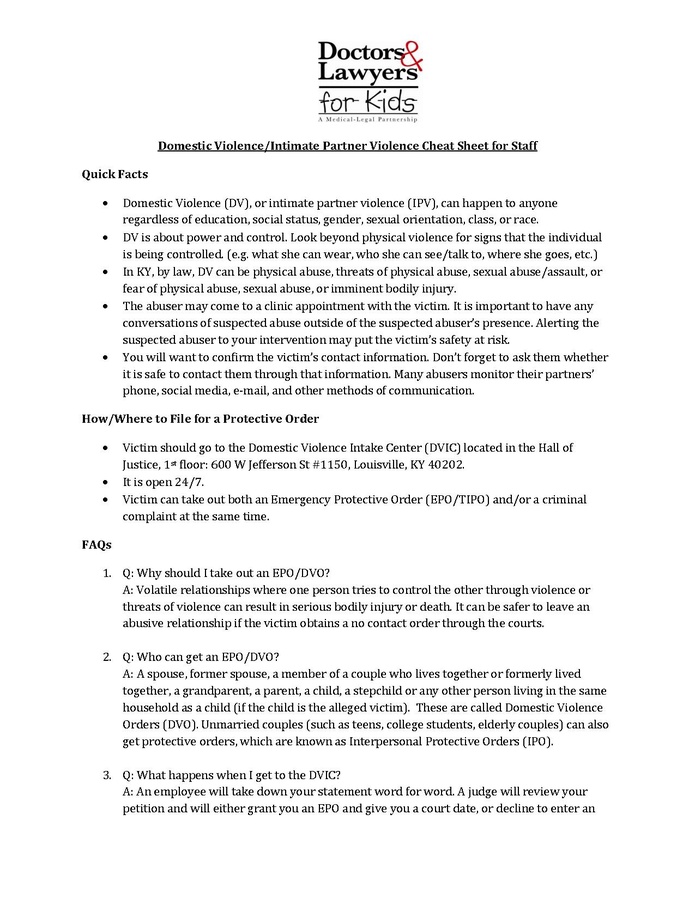 Doctors&
Lawyers
for Kids
A Medical-Legal Partnership
Domestic Violence/Intimate Partner Violence Cheat Sheet for Staff
Quick Facts
• Domestic Violence (DV), or intimate partner violence (IPV), can happen to anyone
regardless of education, social status, gender, sexual orientation, class, or race.
• DV is about power and control. Look beyond physical violence for signs that the individual
is being controlled. (e.g. what she can wear, who she can see/talk to, where she goes, etc.)
• In KY, by law, DV can be physical abuse, threats of physical abuse, sexual abuse/assault, or
fear of physical abuse, sexual abuse, or imminent bodily injury.
• The abuser may come to a clinic appointment with the victim. It is important to have any
conversations of suspected abuse outside of the suspected abuser's presence. Alerting the
suspected abuser to your intervention may put the victim's safety at risk.
• You will want to confirm the victim's contact information. Don't forget to ask them whether
it is safe to contact them through that information. Many abusers monitor their partners'
phone, social media, e-mail, and other methods of communication.
How/Where to File for a Protective Order
• Victim should go to the Domestic Violence Intake Center (DVIC) located in the Hall of
Justice, 1st floor: 600 W Jefferson St #1150, Louisville, KY 40202.
• It is open 24/7.
• Victim can take out both an Emergency Protective Order (EPO/TIPO) and/or a criminal
complaint at the same time.
FAQs
1. Q: Why should I take out an EPO/DVO?
A: Volatile relationships where one person tries to control the other through violence or
threats of violence can result in serious bodily injury or death. It can be safer to leave an
abusive relationship if the victim obtains a no contact order through the courts.
2. Q: Who can get an EPO/DVO?
A: A spouse, former spouse, a member of a couple who lives together or formerly lived
together, a grandparent, a parent, a child, a stepchild or any other person living in the same
household as a child (if the child is the alleged victim). These are called Domestic Violence
Orders (DVO). Unmarried couples (such as teens, college students, elderly couples) can also
get protective orders, which are known as Interpersonal Protective Orders (IPO).
3. Q: What happens when I get to the DVIC?
A: An employee will take down your statement word for word. A judge will review your
petition and will either grant you an EPO and give you a court date, or decline to enter an